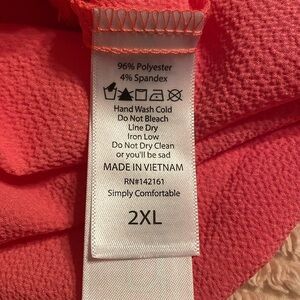 96% Polyester
4% Spandex
Hand Wash Cold
Do Not Bleach
Line Dry
Iron Low
Do Not Dry Clean
or you'll be sad
MADE IN VIETNAM
RN#142161
Simply Comfortable
2XL